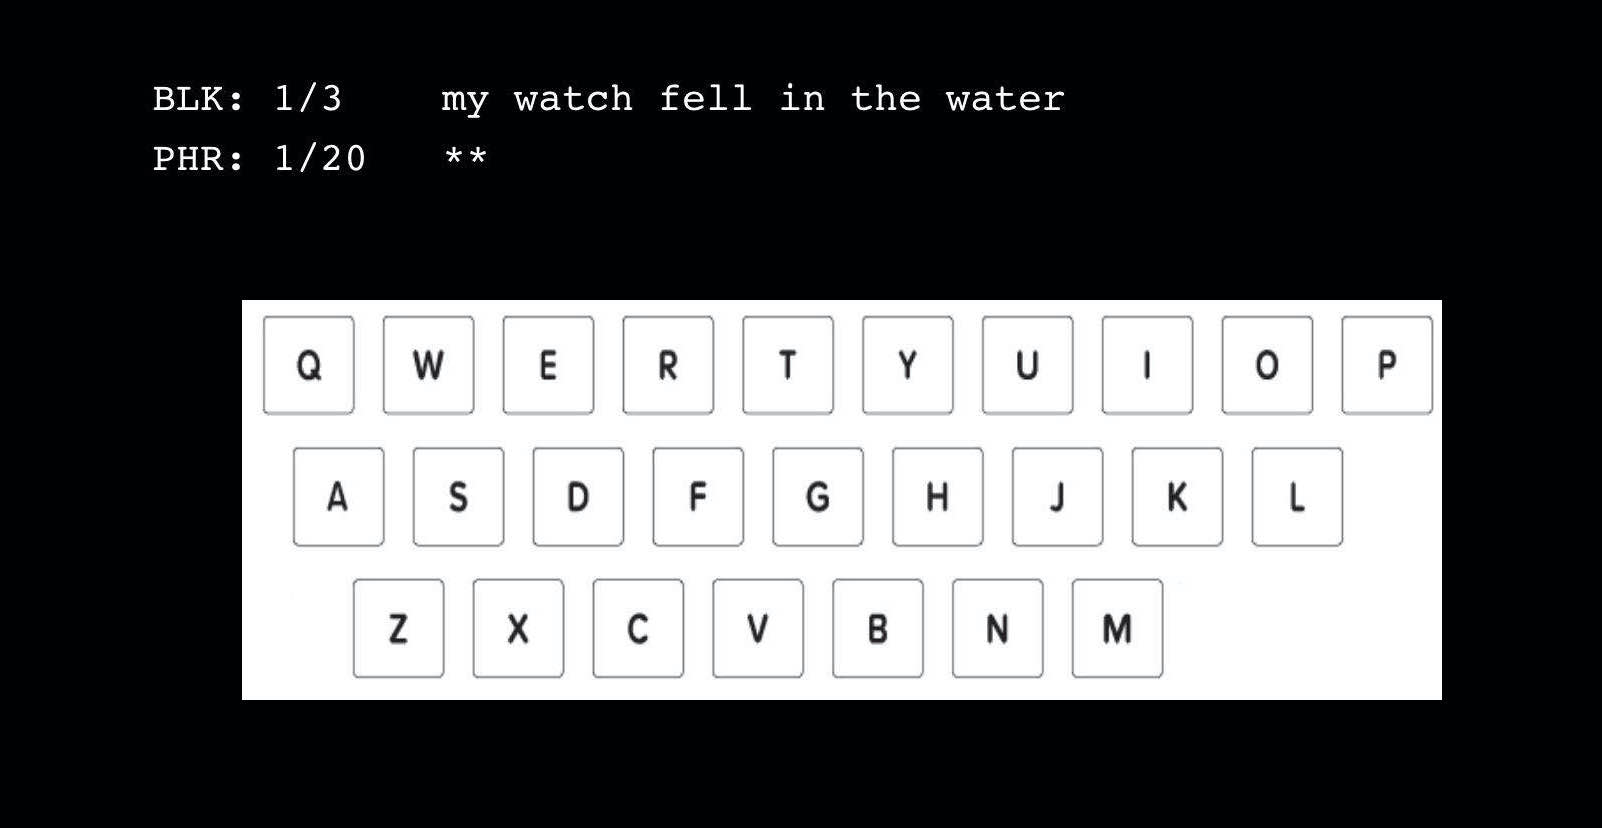 BLK: 1/3 my watch fell in the water
PHR: 1/20 **
Q W E R T Y U I O P
A S D F G H J K L
Z X C V B N M